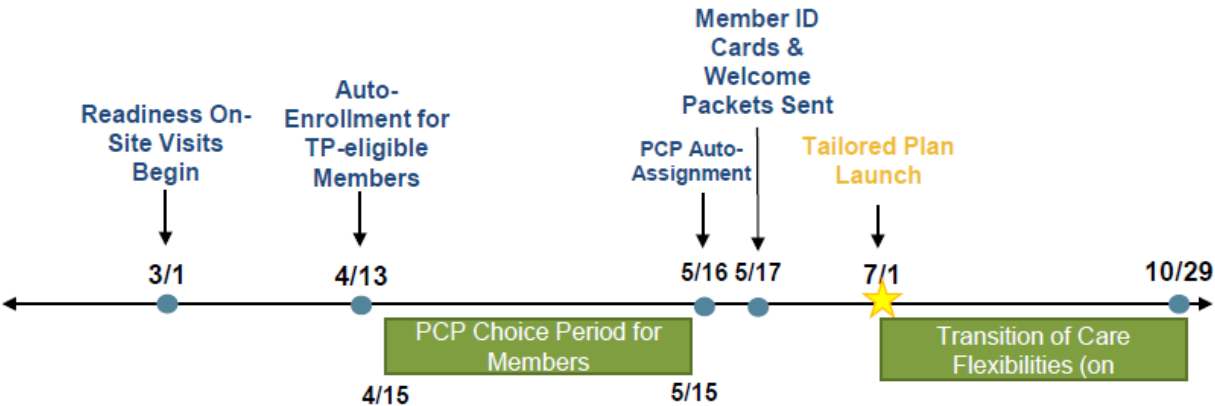 Readiness On-
Site Visits
Begin
Auto-
Enrollment for
TP-eligible
Members
PCP Auto-
Assignment
Member ID
Cards &
Welcome
Packets Sent
Tailored Plan
Launch
3/1
4/13
5/16
5/17
7/1
10/29
PCP Choice Period for
Members
4/15
5/15
Transition of Care
Flexibilities (on